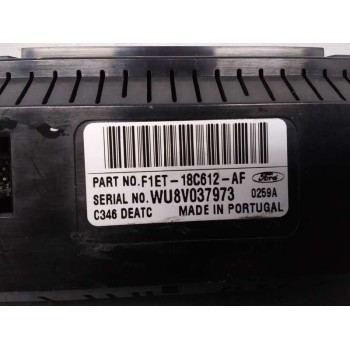 PART NO.F1ET-18C612-AF
Ford
SERIAL NO.WU8V037973
0259A
C346 DEATC
MADE IN PORTUGAL